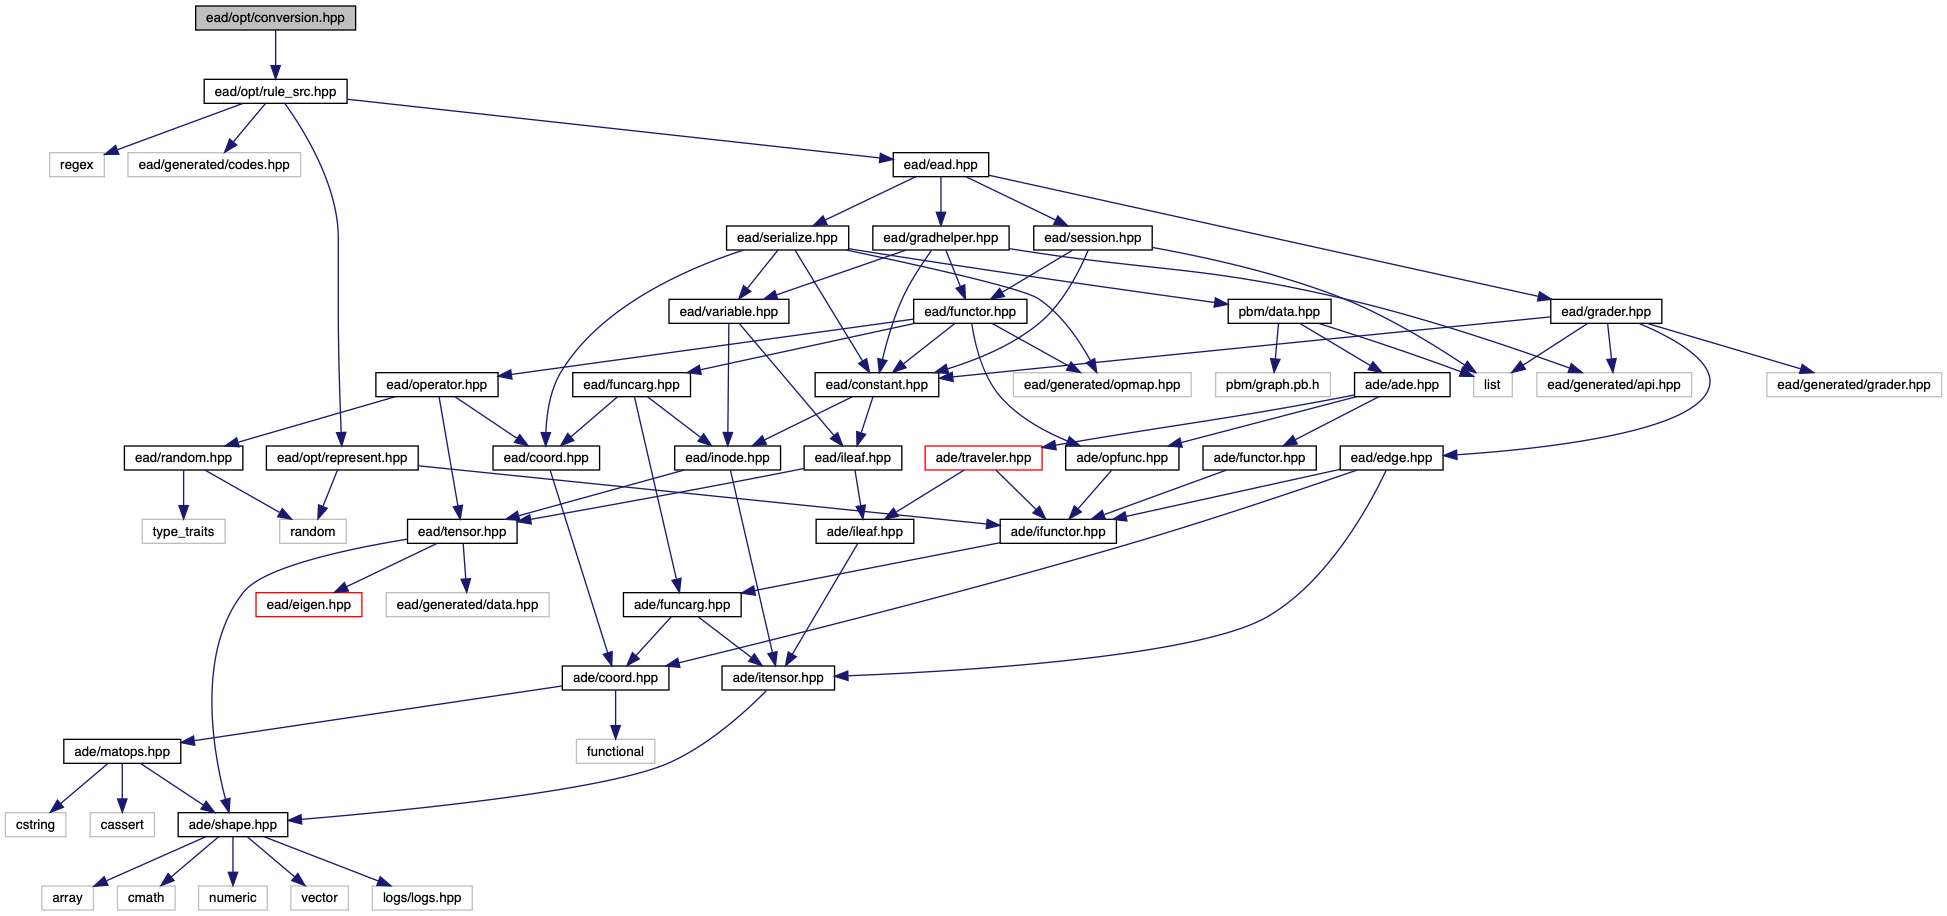 ead/opt/conversion.hpp
ead/opt/rule_src.hpp
regex
ead/generated/codes.hpp
ead/ead.hpp
ead/serialize.hpp
ead/gradhelper.hpp
ead/session.hpp
ead/variable.hpp
ead/functor.hpp
pbm/data.hpp
ead/grader.hpp
ead/operator.hpp
ead/funcarg.hpp
ead/constant.hpp
ead/generated/opmap.hpp
pbm/graph.pb.h
ade/ade.hpp
list
ead/generated/api.hpp
ead/generated/grader.hpp
ead/random.hpp
ead/opt/represent.hpp
ead/coord.hpp
ead/inode.hpp
ead/ileaf.hpp
ade/traveler.hpp
ade/opfunc.hpp
ade/functor.hpp
ead/edge.hpp
type_traits
random
ead/tensor.hpp
ade/ileaf.hpp
ade/ifunctor.hpp
ead/eigen.hpp
ead/generated/data.hpp
ade/funcarg.hpp
ade/coord.hpp
ade/itensor.hpp
ade/matops.hpp
functional
cstring
cassert
ade/shape.hpp
array
cmath
numeric
vector
logs/logs.hpp